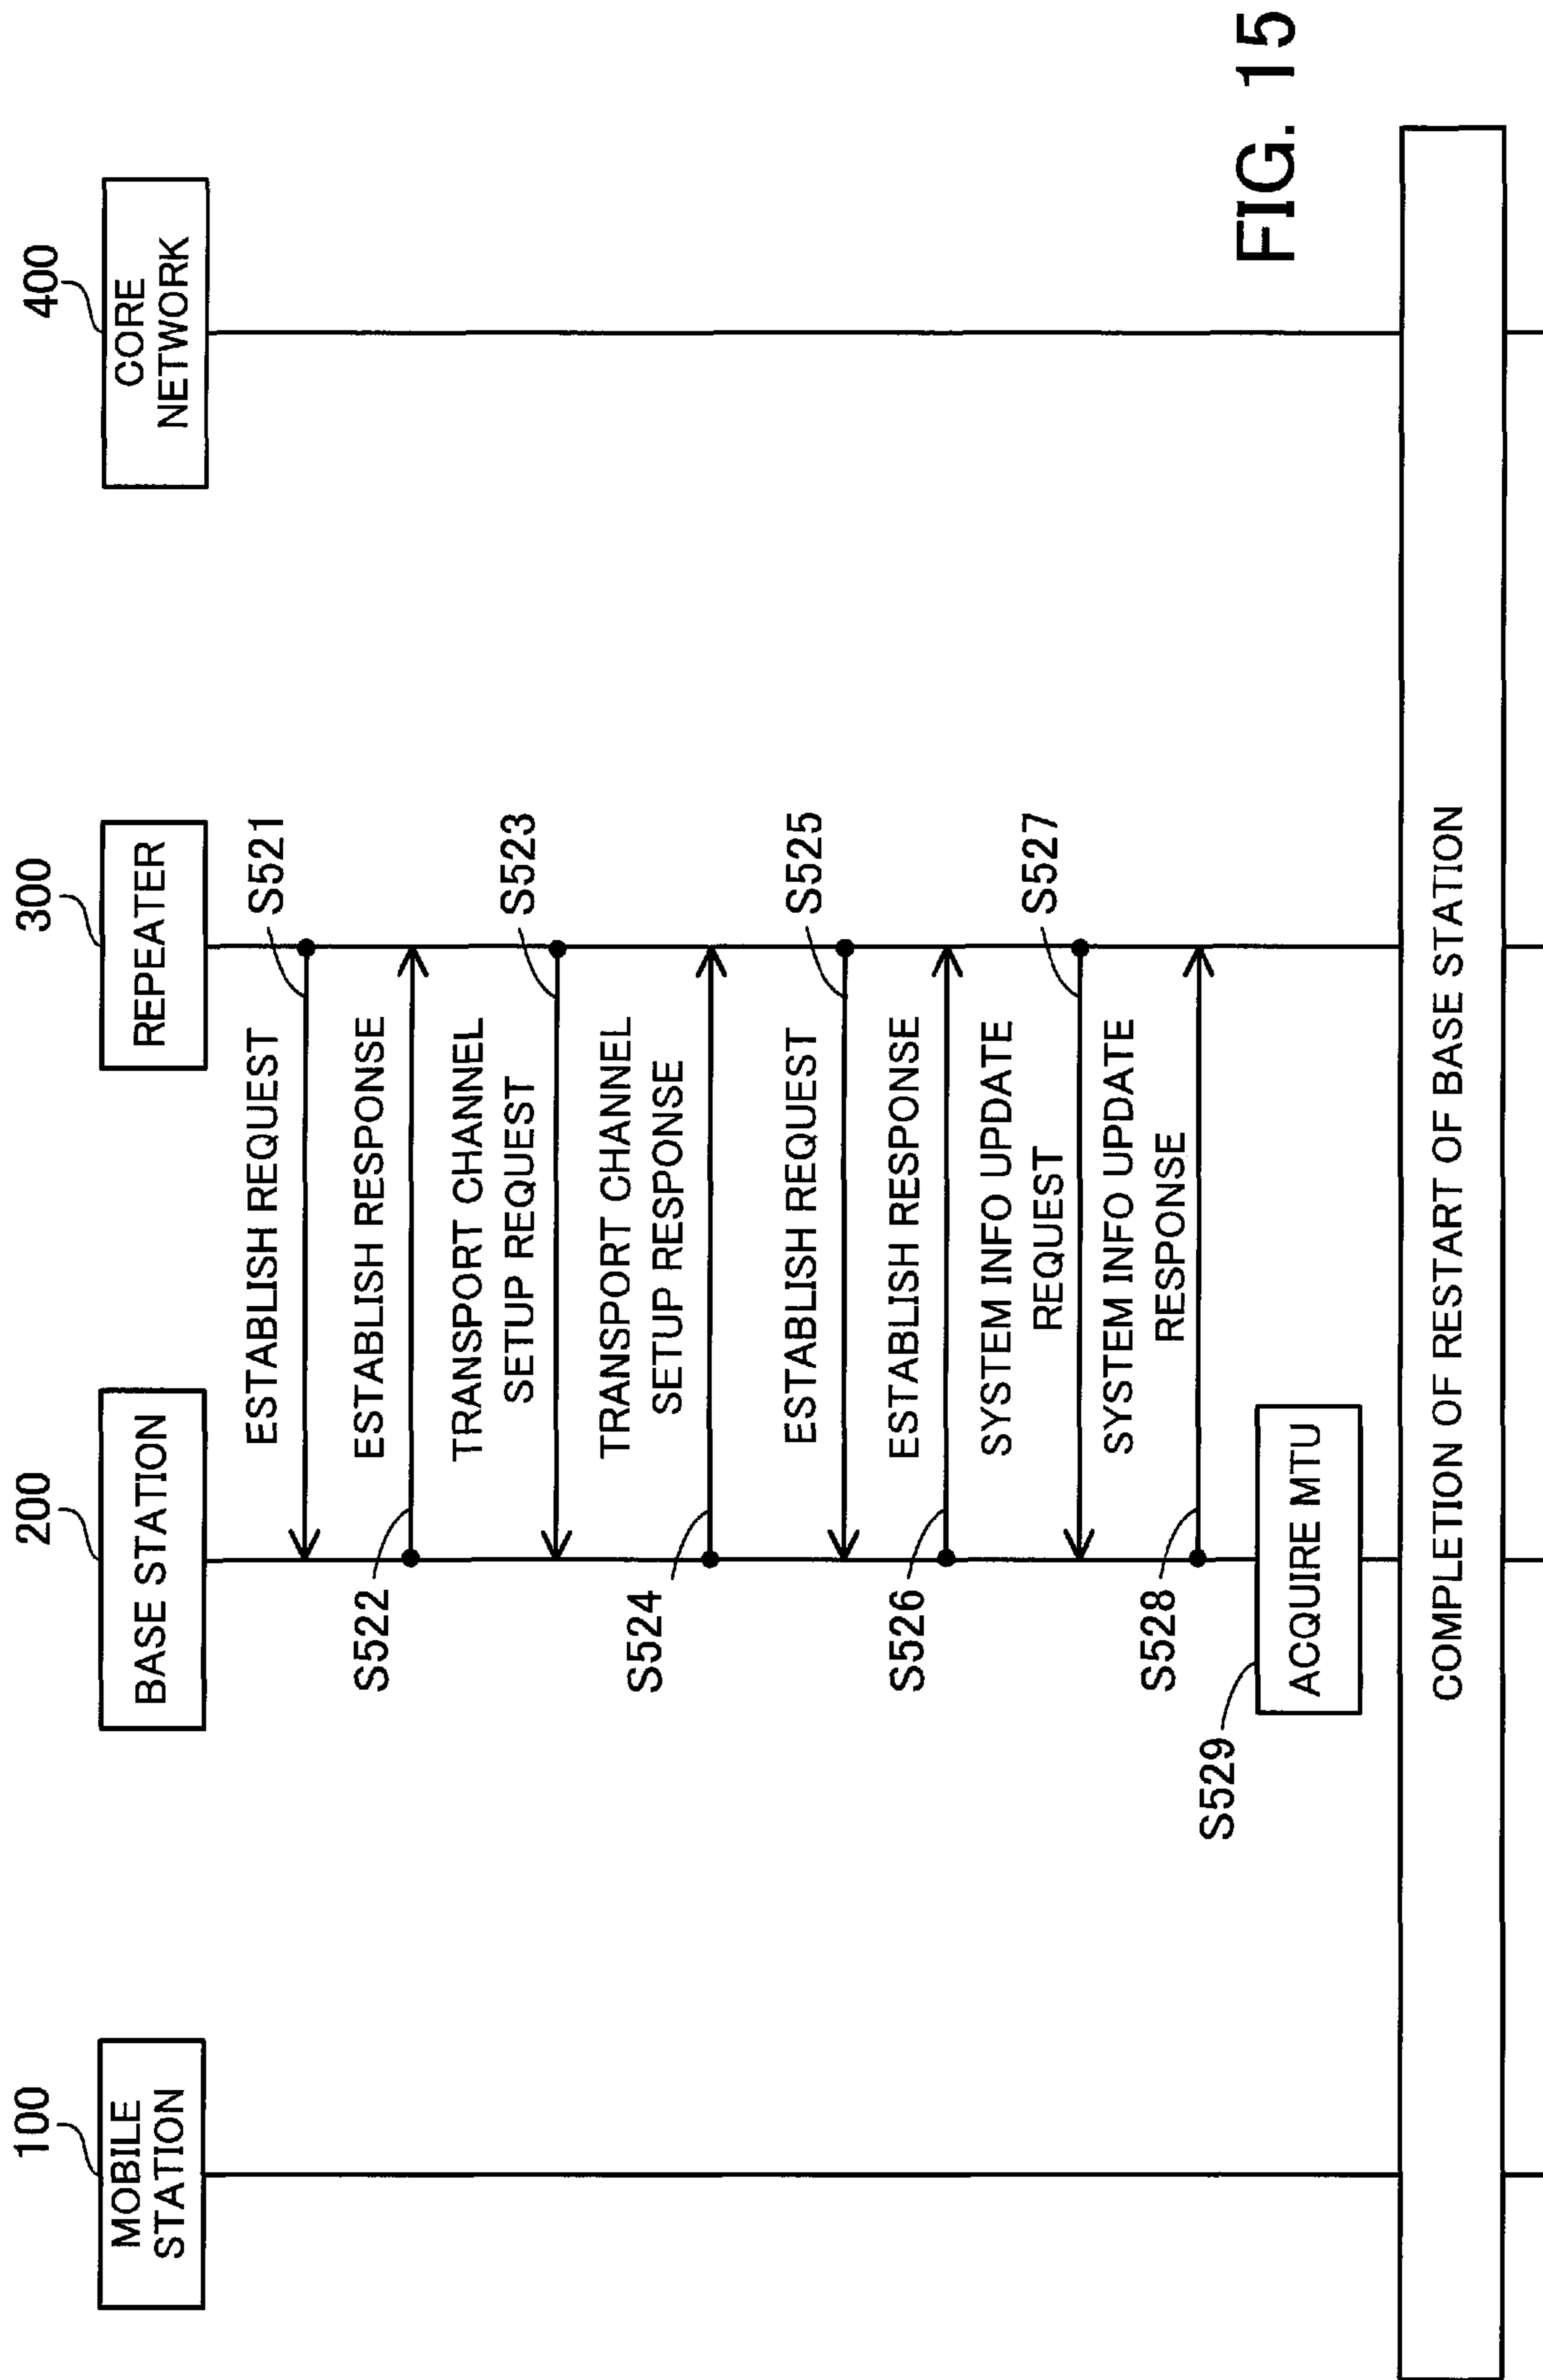 100
MOBILE
STATION
200
BASE STATION
300
REPEATER
400
CORE
NETWORK
ESTABLISH REQUEST
S521
S522
ESTABLISH RESPONSE
TRANSPORT CHANNEL
SETUP REQUEST
S523
TRANSPORT CHANNEL
SETUP RESPONSE
S524
ESTABLISH REQUEST
S525
S526
ESTABLISH RESPONSE
SYSTEM INFO UPDATE
REQUEST
S527
SYSTEM INFO UPDATE
RESPONSE
S528
S529
ACQUIRE MTU
COMPLETION OF RESTART OF BASE STATION
FIG. 15